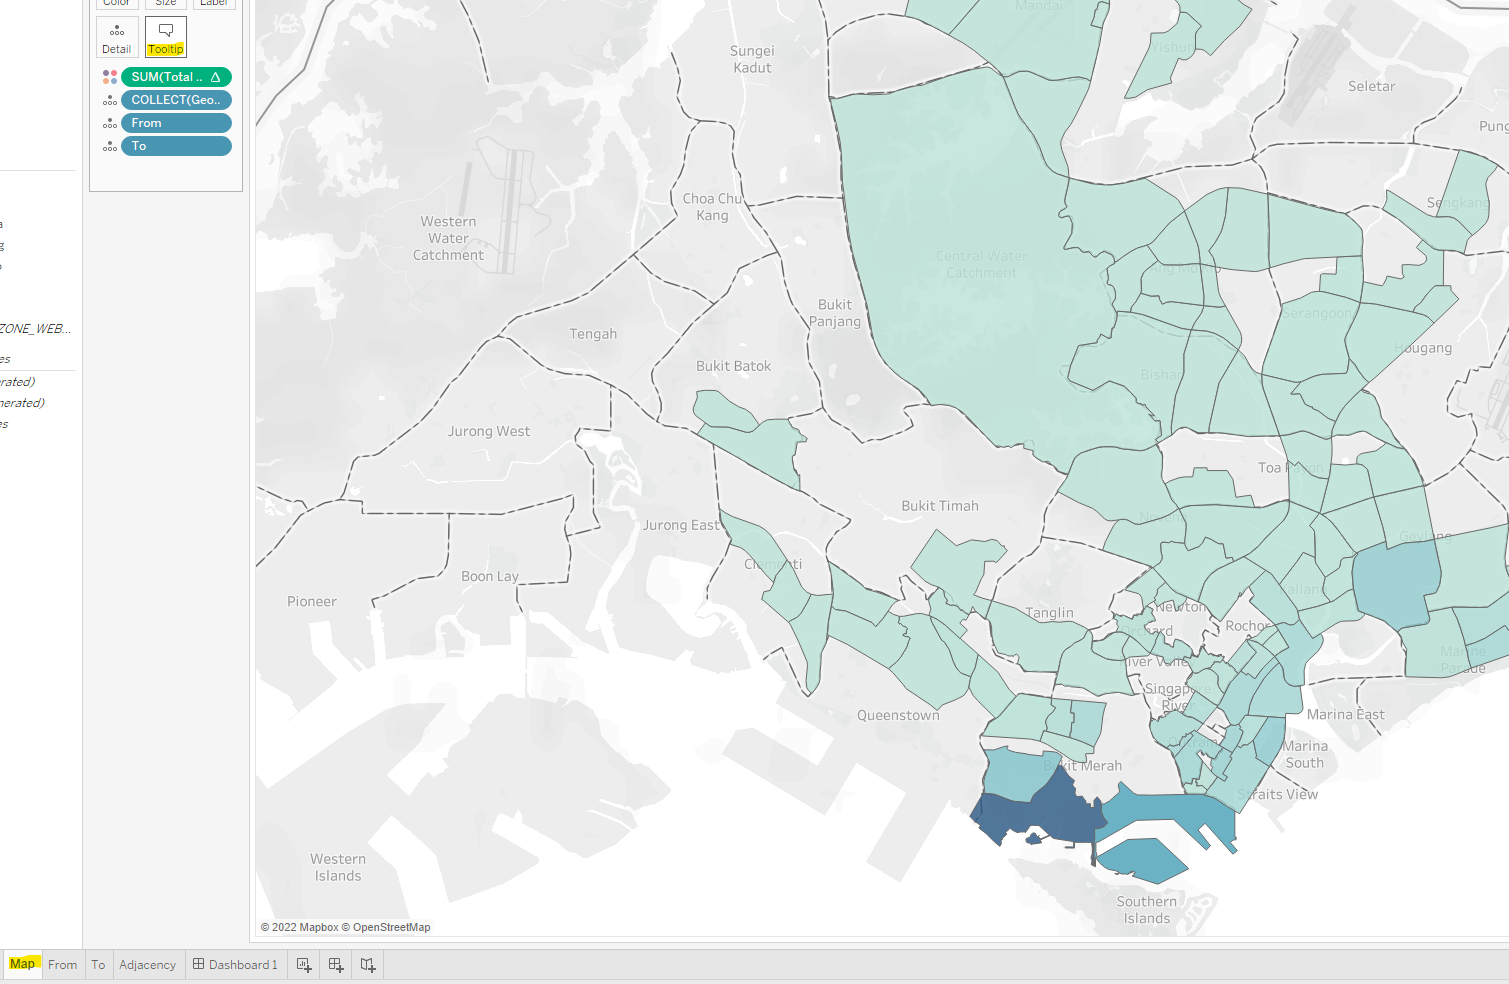 Color Size Label
Detail Tooltip
SUM(Total ..
COLLECT(Geo..
From
To
a
g
ZONE_WEB...
es
rated)
nerated)
es
Mandai
Yishun
Sungei
Kadut
Seletar
Pung
Choa Chu
Kang
Sengkang
Western
Water
Catchment
Central Water
Catchment
Ang Mo Kio
Bukit
Panjang
Serangoon
Tengah
Hougang
Bukit Batok
Bishan
Jurong West
Toa Payoh
Bukit Timah
Novena
Jurong East
Geylang
Clementi
Boon Lay
Kallang
Pioneer
Newton
Tanglin
Rochor
Orchard
River Valley
Marine
Parade
Singapore
River
Queenstown
Marina East
Outram
Marina
South
Bukit Merah
Straits View
Western
Islands
Southern
Islands
© 2022 Mapbox © OpenStreetMap
Map From To Adjacency Dashboard 1